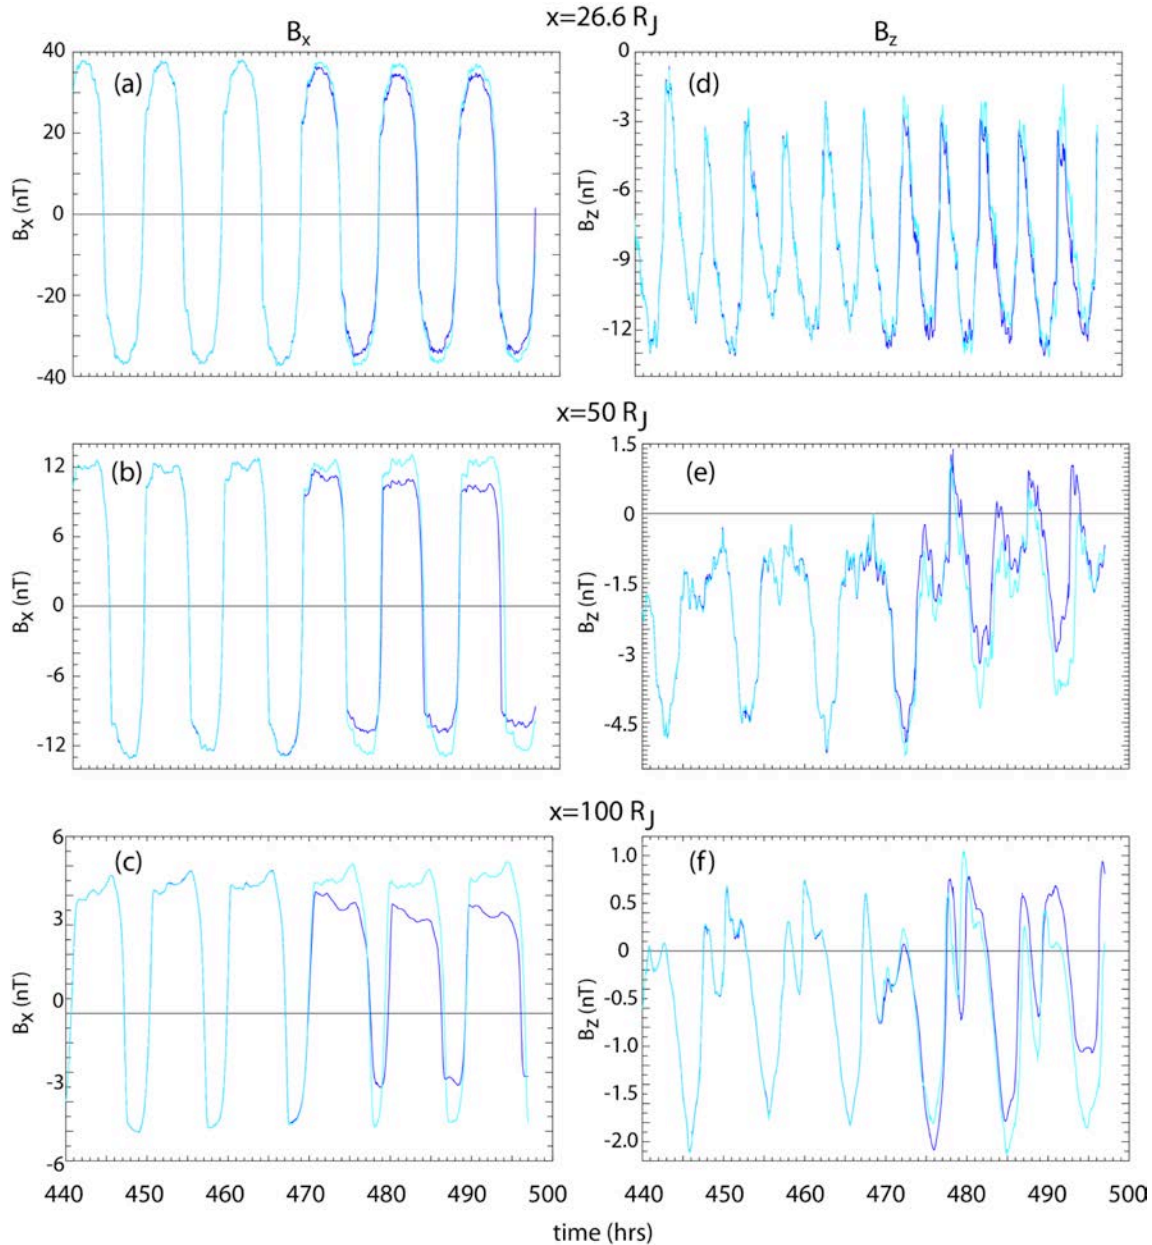 x=26.6 R_J
B_x B_z
(a) (d)
B_x (nT)
40
20
0
-20
-40
B_z (nT)
0
-3
-6
-9
-12
x=50 R_J
(b) (e)
B_x (nT)
12
6
0
-6
-12
B_z (nT)
1.5
0
-1.5
-3
-4.5
x=100 R_J
(c) (f)
B_x (nT)
6
3
0
-3
-6
B_z (nT)
1.0
0.5
0
-0.5
-1.0
-1.5
-2.0
440 450 460 470 480 490 500
440 450 460 470 480 490 500
time (hrs)